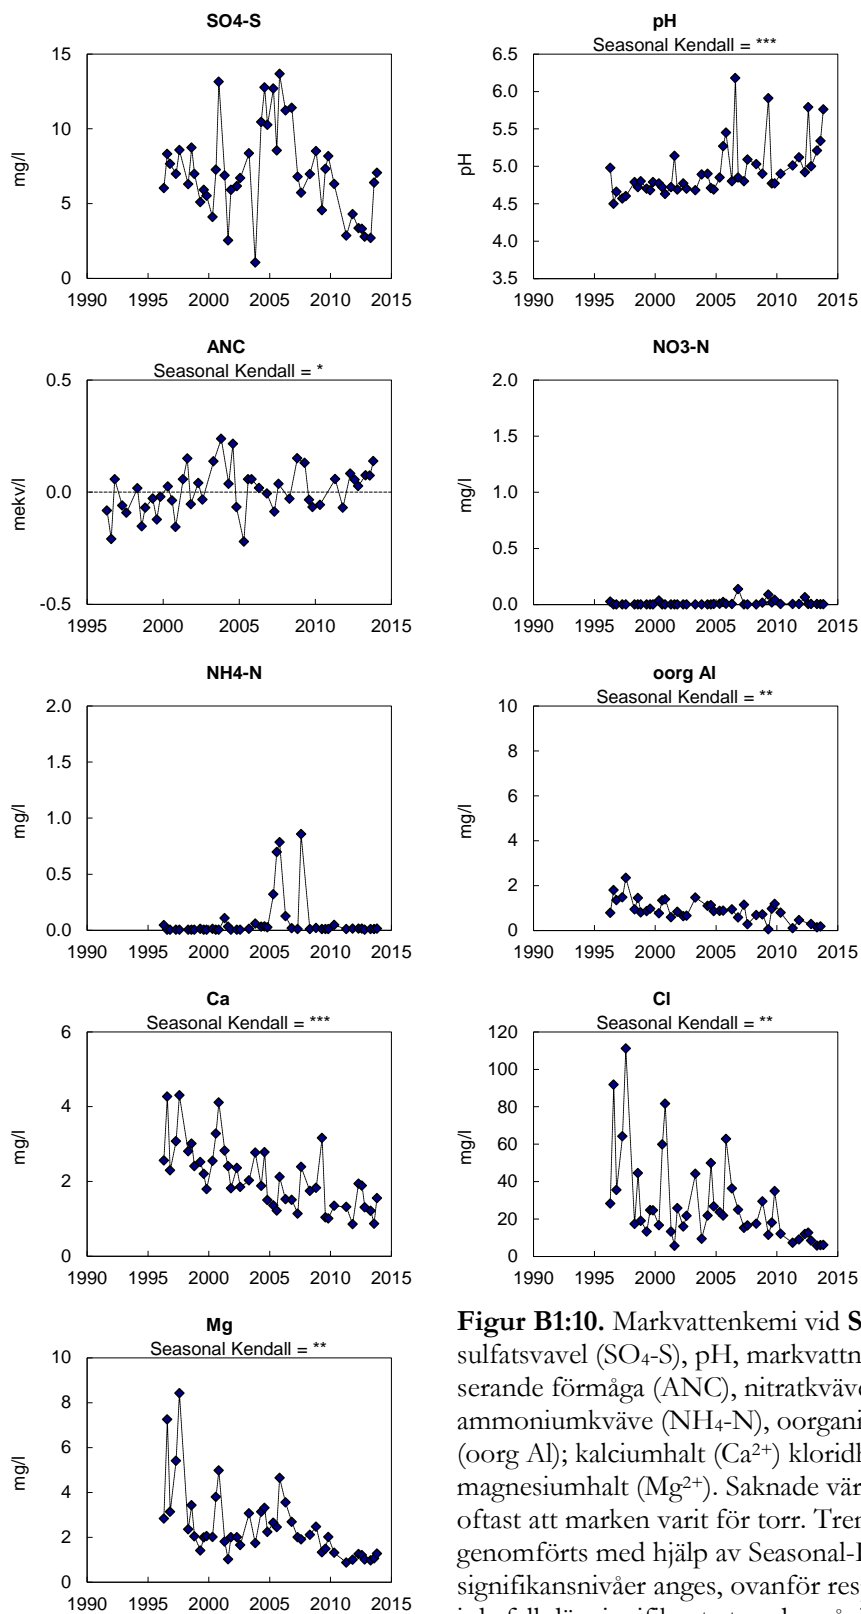 SO4-S
mg/l
15
10
5
0
1990 1995 2000 2005 2010 2015
pH
Seasonal Kendall = ***
pH
6.5
6.0
5.5
5.0
4.5
4.0
3.5
1990 1995 2000 2005 2010 2015
ANC
Seasonal Kendall = *
mekv/l
0.5
0.0
-0.5
1995 2000 2005 2010 2015
NO3-N
mg/l
2.0
1.5
1.0
0.5
0.0
1990 1995 2000 2005 2010 2015
NH4-N
mg/l
2.0
1.5
1.0
0.5
0.0
1990 1995 2000 2005 2010 2015
oorg Al
Seasonal Kendall = **
mg/l
10
8
6
4
2
0
1990 1995 2000 2005 2010 2015
Ca
Seasonal Kendall = ***
mg/l
6
4
2
0
1990 1995 2000 2005 2010 2015
Cl
Seasonal Kendall = **
mg/l
120
100
80
60
40
20
0
1990 1995 2000 2005 2010 2015
Mg
Seasonal Kendall = **
mg/l
10
8
6
4
2
0
1990 1995 2000 2005 2010 2015
Figur B1:10. Markvattenkemi vid
sulfatsvavel (SO₄-S), pH, markvattn
serande förmåga (ANC), nitratkväve
ammoniumkväve (NH₄-N), oorgani
(oorg Al); kalciumhalt (Ca²⁺) kloridh
magnesiumhalt (Mg²⁺). Saknade vär
oftast att marken varit för torr. Tren
genomförts med hjälp av Seasonal-
signifikansnivåer anges, ovanför res